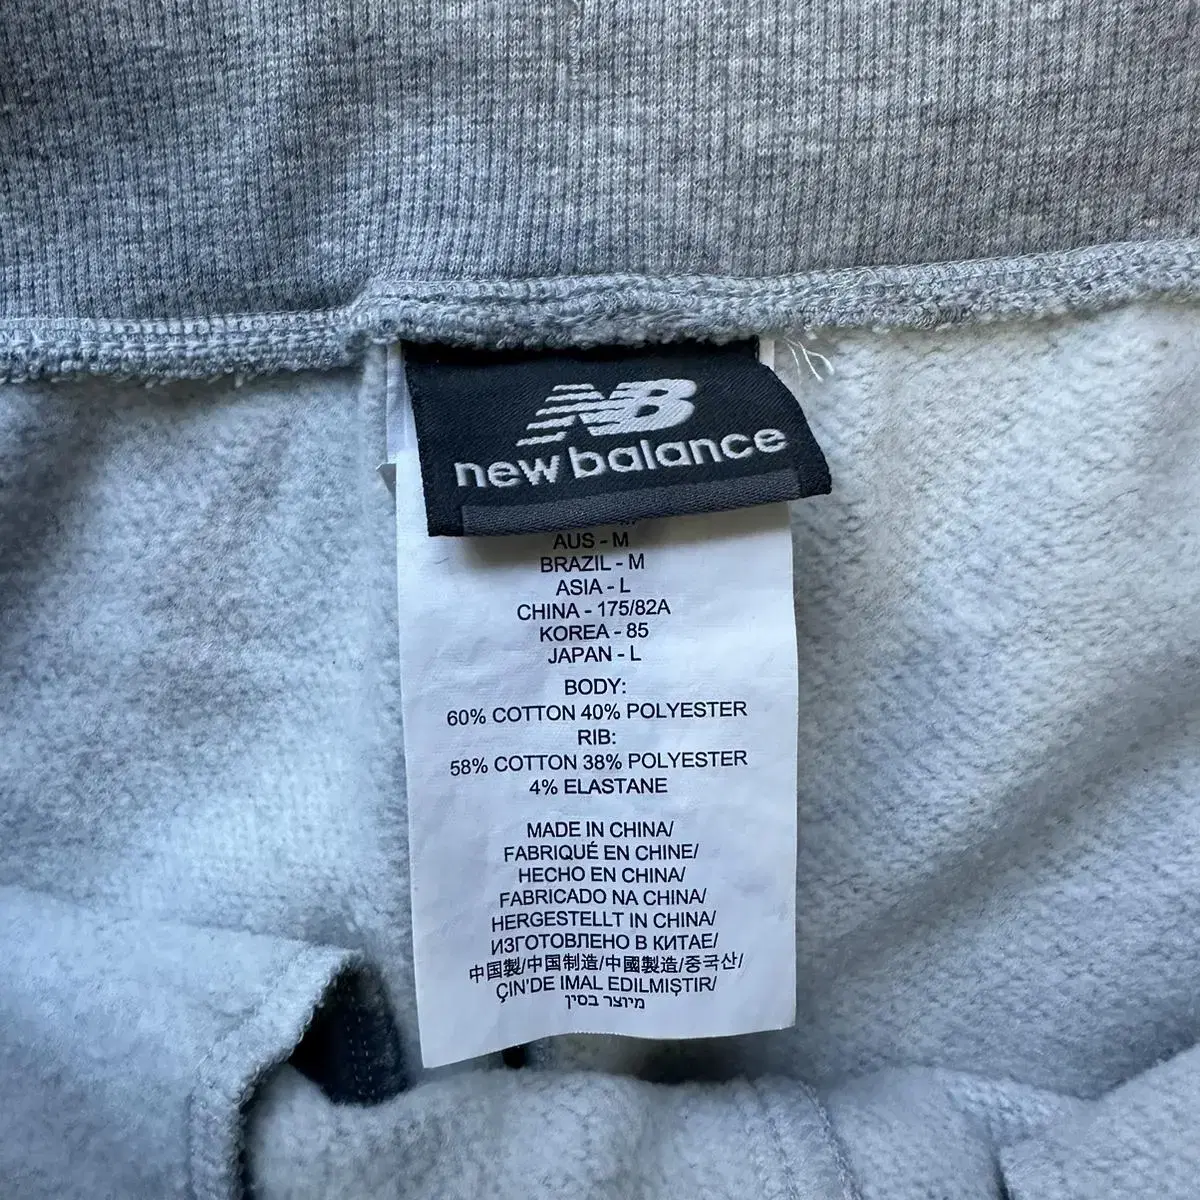 NB
new balance
AUS - M
BRAZIL - M
ASIA - L
CHINA - 175/82A
KOREA - 85
JAPAN - L
BODY:
60% COTTON 40% POLYESTER
RIB:
58% COTTON 38% POLYESTER
4% ELASTANE
MADE IN CHINA/
FABRIQUÉ EN CHINE/
HECHO EN CHINA/
FABRICADO NA CHINA/
HERGESTELLT IN CHINA/
ИЗГОТОВЛЕНО В КИТАЕ/
中国製/中国制造/中國製造/중국산/
ÇIN'DE IMAL EDILMIŞTIR/
מיוצר בסין